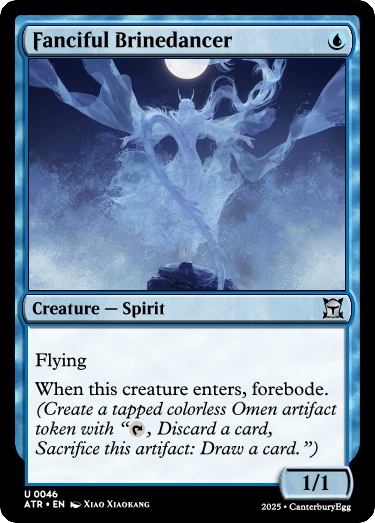 Fanciful Brinedancer
Creature — Spirit
Flying
When this creature enters, forebode.
(Create a tapped colorless Omen artifact
token with “, Discard a card,
Sacrifice this artifact: Draw a card.”)
1/1
U 0046
ATR • EN Xiao Xiaokang
2025 • CanterburyEgg